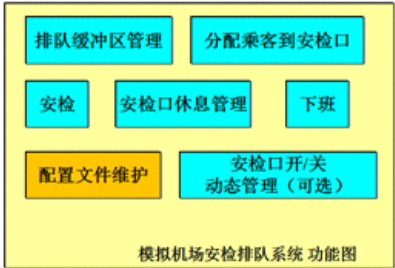 排队缓冲区管理
分配乘客到安检口
安检
安检口休息管理
下班
配置文件维护
安检口开/关
动态管理（可选）
模拟机场安检排队系统 功能图